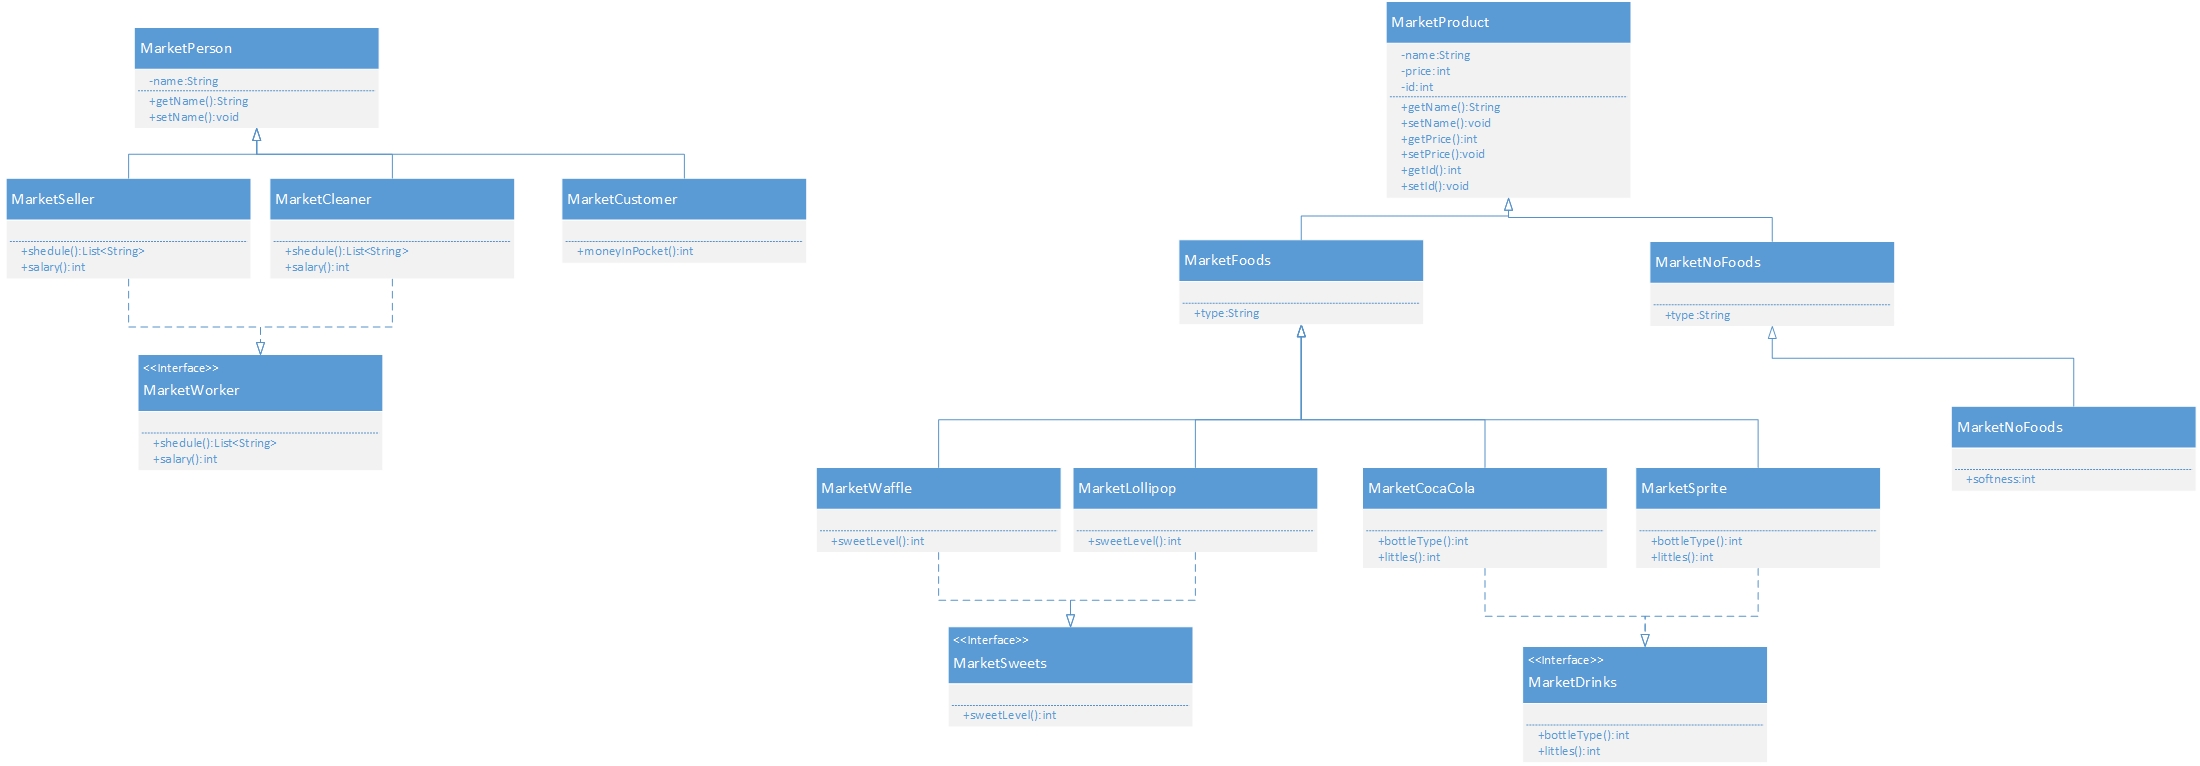 MarketPerson
-name:String
+getName():String
+setName():void
MarketSeller
+shedule():List<String>
+salary():int
MarketCleaner
+shedule():List<String>
+salary():int
MarketCustomer
+moneyInPocket():int
<<Interface>>
MarketWorker
+shedule():List<String>
+salary():int
MarketProduct
-name:String
-price:int
-id:int
+getName():String
+setName():void
+getPrice():int
+setPrice():void
+getId():int
+setId():void
MarketFoods
+type:String
MarketNoFoods
+type:String
MarketNoFoods
+softness:int
MarketWaffle
+sweetLevel():int
MarketLollipop
+sweetLevel():int
MarketCocaCola
+bottleType():int
+littles():int
MarketSprite
+bottleType():int
+littles():int
<<Interface>>
MarketSweets
+sweetLevel():int
<<Interface>>
MarketDrinks
+bottleType():int
+littles():int